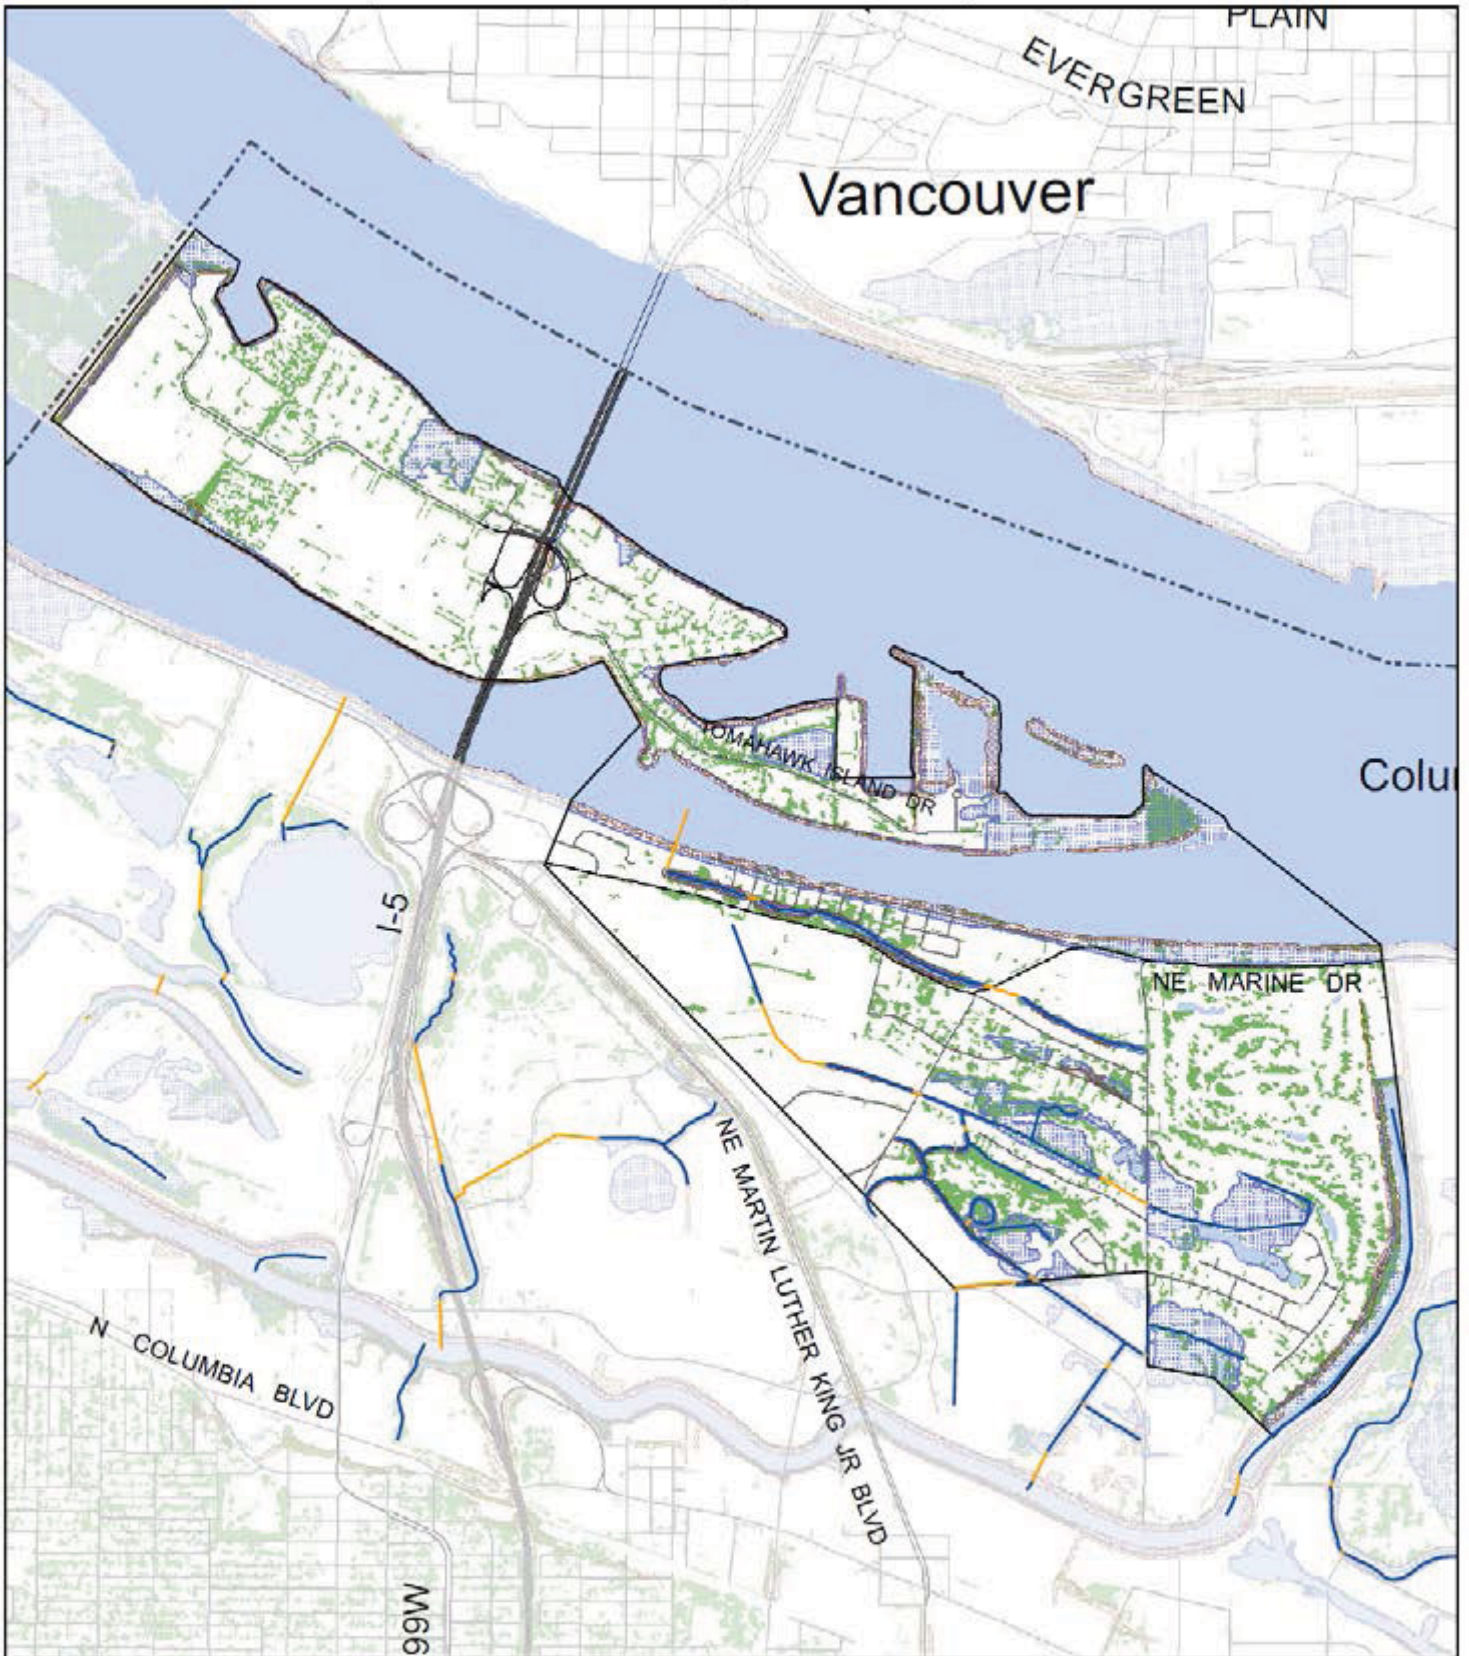 PLAIN
EVERGREEN
Vancouver
TOMAHAWK ISLAND DR
Colu
I-5
NE MARINE DR
NE MARTIN LUTHER KING JR BLVD
N COLUMBIA BLVD
99W